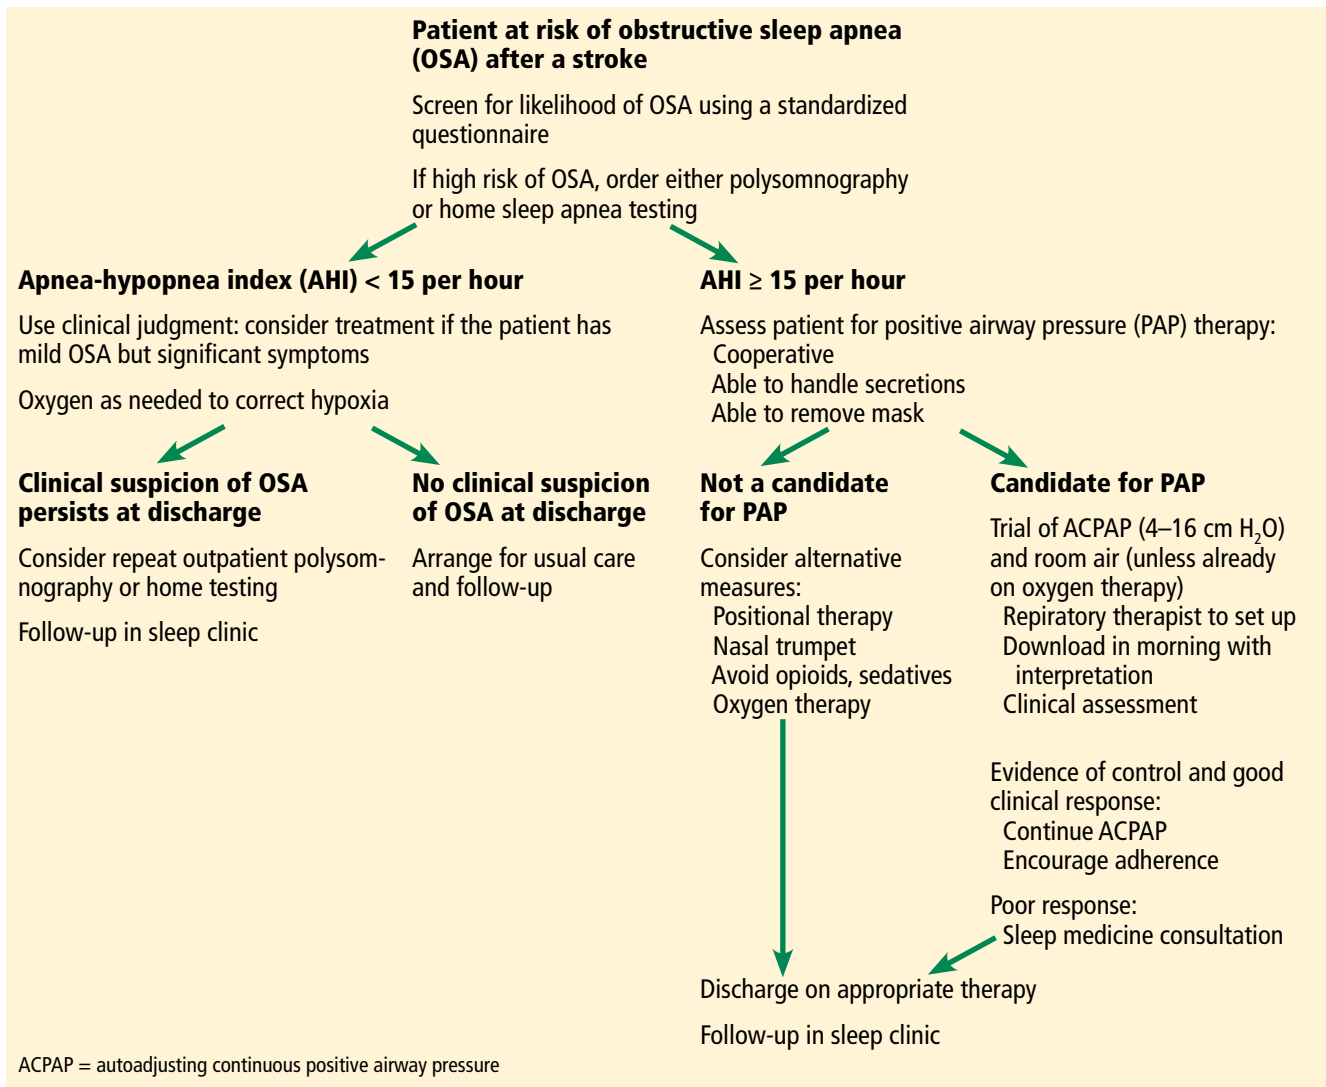 Patient at risk of obstructive sleep apnea
(OSA) after a stroke
Screen for likelihood of OSA using a standardized
questionnaire
If high risk of OSA, order either polysomnography
or home sleep apnea testing
Apnea-hypopnea index (AHI) < 15 per hour
Use clinical judgment: consider treatment if the patient has
mild OSA but significant symptoms
Oxygen as needed to correct hypoxia
AHI ≥ 15 per hour
Assess patient for positive airway pressure (PAP) therapy:
Cooperative
Able to handle secretions
Able to remove mask
Clinical suspicion of OSA
persists at discharge
Consider repeat outpatient polysom-
nography or home testing
Follow-up in sleep clinic
No clinical suspicion
of OSA at discharge
Arrange for usual care
and follow-up
Not a candidate
for PAP
Consider alternative
measures:
Positional therapy
Nasal trumpet
Avoid opioids, sedatives
Oxygen therapy
Candidate for PAP
Trial of ACPAP (4–16 cm H₂O)
and room air (unless already
on oxygen therapy)
Repiratory therapist to set up
Download in morning with
interpretation
Clinical assessment
Evidence of control and good
clinical response:
Continue ACPAP
Encourage adherence
Poor response:
Sleep medicine consultation
Discharge on appropriate therapy
Follow-up in sleep clinic
ACPAP = autoadjusting continuous positive airway pressure